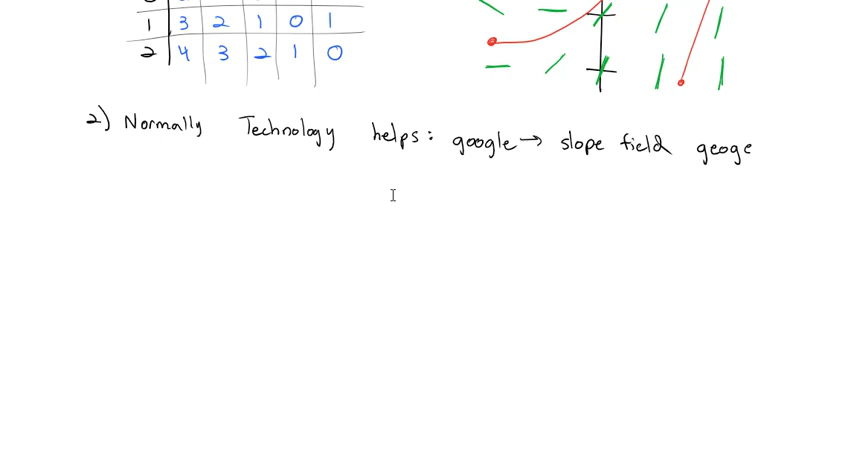 1 3 2 1 0 1
2 4 3 2 1 0
2) Normally Technology helps: google → slope field geoge